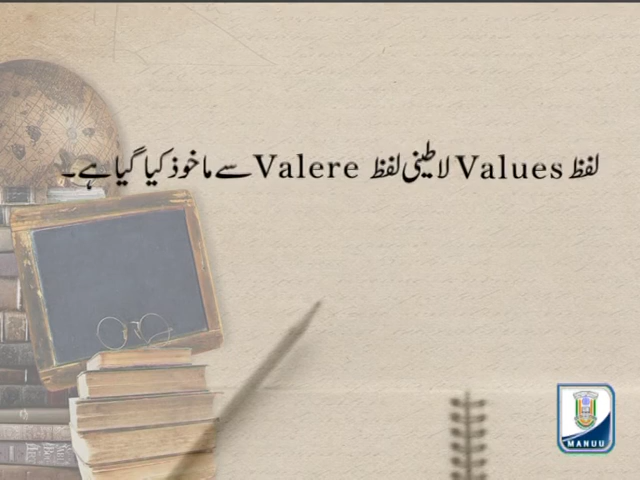 لفظ Values لاطینی لفظ Valere سے ماخوذ کیا گیا ہے۔
MANUU